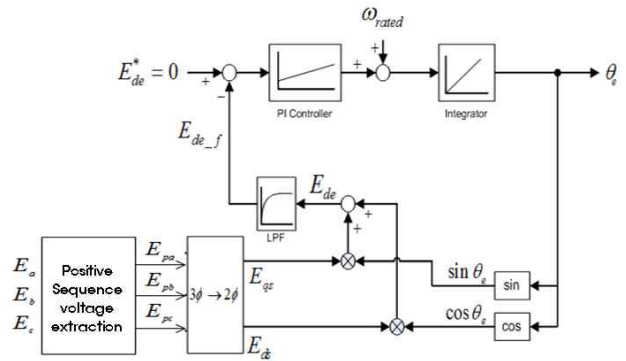 ω_rated
E*_de = 0
+
+
+
−
θ_e
PI Controller
Integrator
E_de_f
E_de
+
+
LPF
E_a
E_b
E_c
Positive
Sequence
voltage
extraction
E_pa
E_pb
E_pc
3ϕ → 2ϕ
E_qs
E_ds
sin θ_e
sin
cos θ_e
cos